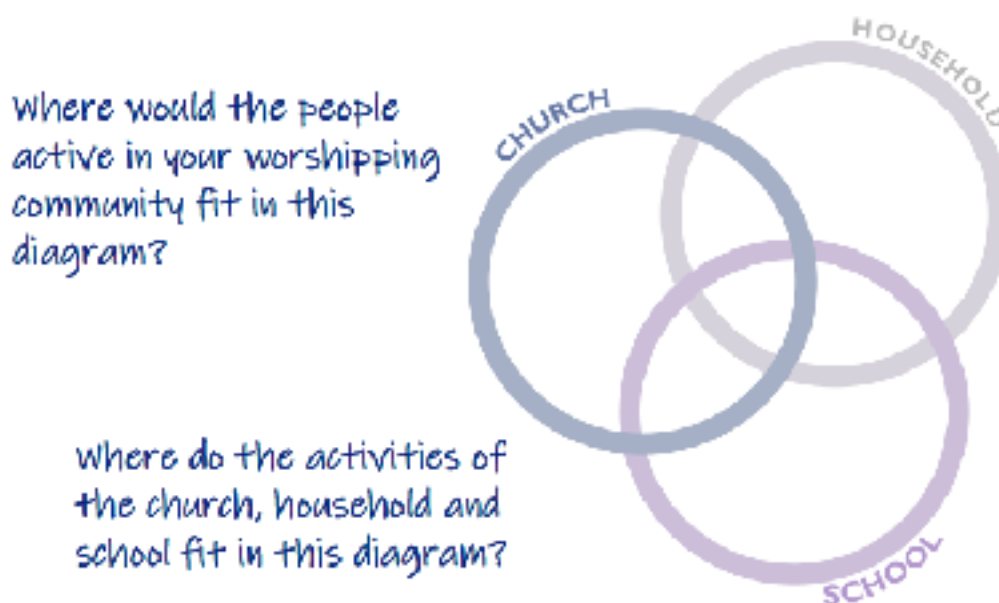 HOUSEHOLD
CHURCH
Where would the people
active in your worshipping
community fit in this
diagram?
Where do the activities of
the church, household and
school fit in this diagram?
SCHOOL